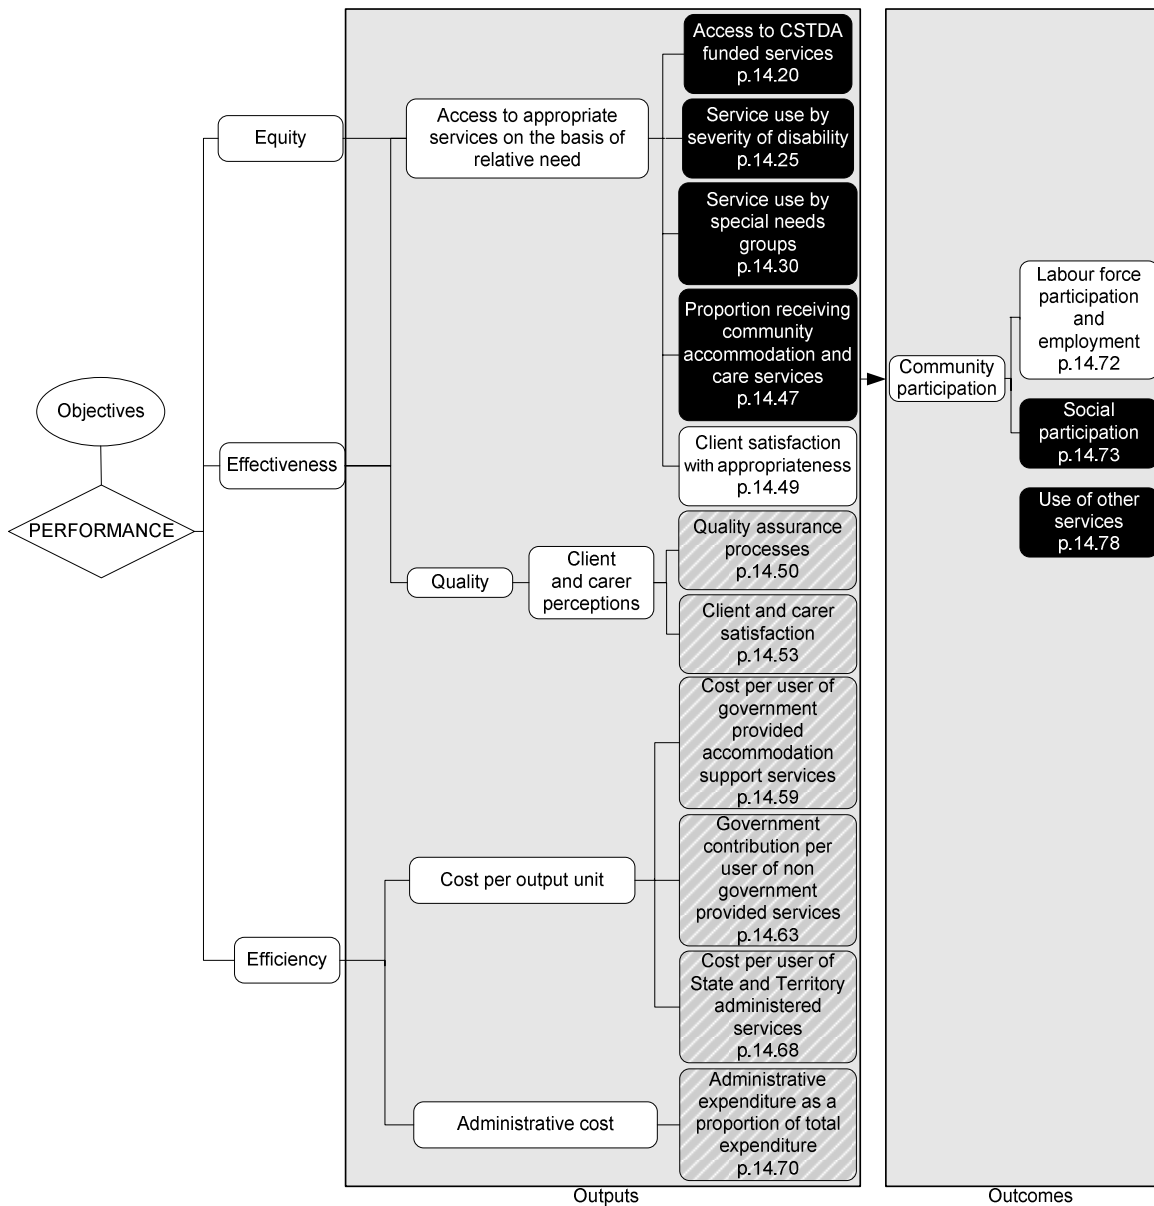 Objectives
PERFORMANCE
Equity
Effectiveness
Efficiency
Access to appropriate
services on the basis of
relative need
Quality
Client
and carer
perceptions
Cost per output unit
Administrative cost
Access to CSTDA
funded services
p.14.20
Service use by
severity of disability
p.14.25
Service use by
special needs
groups
p.14.30
Proportion receiving
community
accommodation and
care services
p.14.47
Client satisfaction
with appropriateness
p.14.49
Quality assurance
processes
p.14.50
Client and carer
satisfaction
p.14.53
Cost per user of
government
provided
accommodation
support services
p.14.59
Government
contribution per
user of non
government
provided services
p.14.63
Cost per user of
State and Territory
administered
services
p.14.68
Administrative
expenditure as a
proportion of total
expenditure
p.14.70
Outputs
Community
participation
Labour force
participation
and
employment
p.14.72
Social
participation
p.14.73
Use of other
services
p.14.78
Outcomes